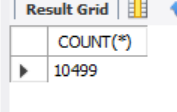 Result Grid
COUNT(*)
10499